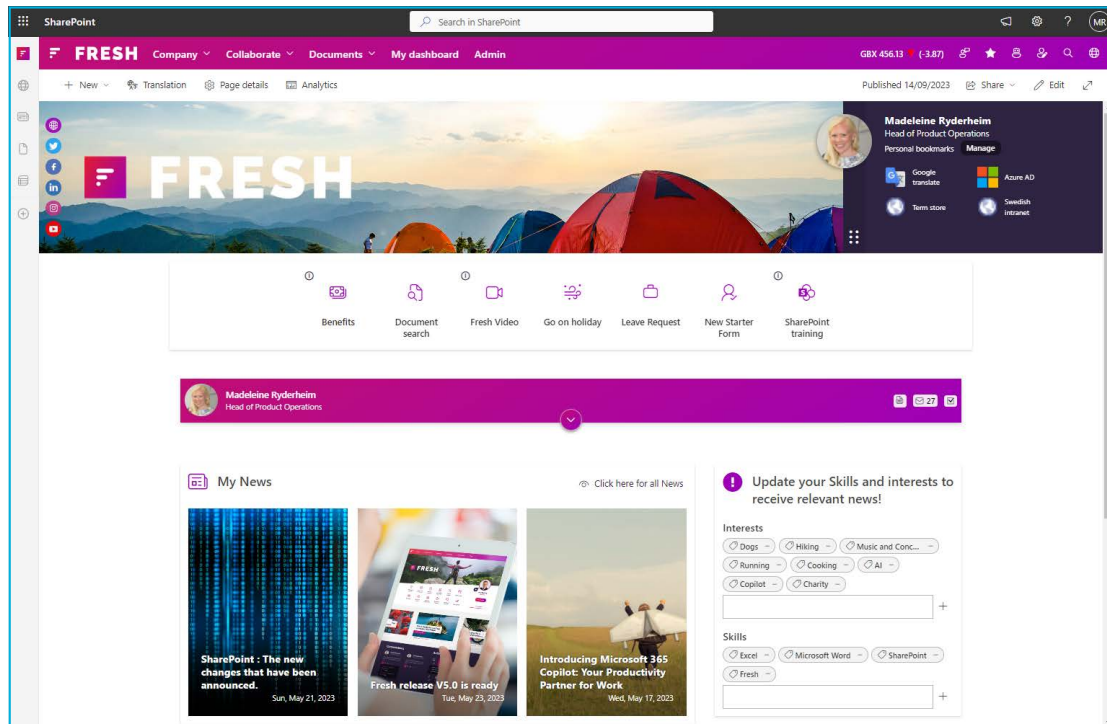 SharePoint
Search in SharePoint
MR
FRESH Company Collaborate Documents My dashboard Admin
GBX 456.13 (-3.87)
New Translation Page details Analytics
Published 14/09/2023 Share Edit
FRESH
Madeleine Ryderheim
Head of Product Operations
Personal bookmarks Manage
Google translate
Azure AD
Term store
Swedish intranet
Benefits
Document search
Fresh Video
Go on holiday
Leave Request
New Starter Form
SharePoint training
Madeleine Ryderheim
Head of Product Operations
27
My News
Click here for all News
SharePoint : The new
changes that have been
announced.
Sun, May 21, 2023
FRESH
Fresh release V5.0 is ready
Tue, May 23, 2023
Introducing Microsoft 365
Copilot: Your Productivity
Partner for Work
Wed, May 17, 2023
Update your Skills and interests to
receive relevant news!
Interests
Dogs Hiking Music and Conc...
Running Cooking AI
Copilot Charity
Skills
Excel Microsoft Word SharePoint
Fresh